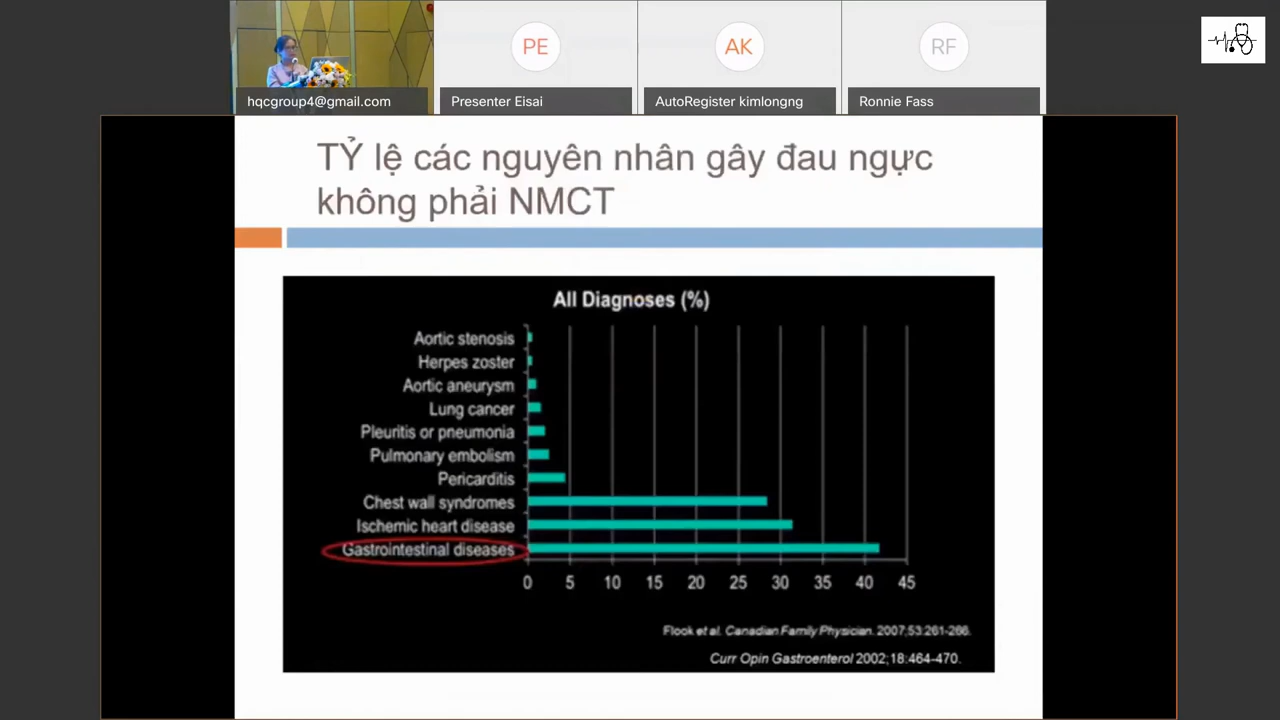 PE
AK
RF
hqcgroup4@gmail.com
Presenter Eisai
AutoRegister kimlongng
Ronnie Fass
TỶ lệ các nguyên nhân gây đau ngực
không phải NMCT
All Diagnoses (%)
Aortic stenosis
Herpes zoster
Aortic aneurysm
Lung cancer
Pleuritis or pneumonia
Pulmonary embolism
Pericarditis
Chest wall syndromes
Ischemic heart disease
Gastrointestinal diseases
0 5 10 15 20 25 30 35 40 45
Flook et al. Canadian Family Physician. 2007;53:261-266.
Curr Opin Gastroenterol 2002;18:464-470.